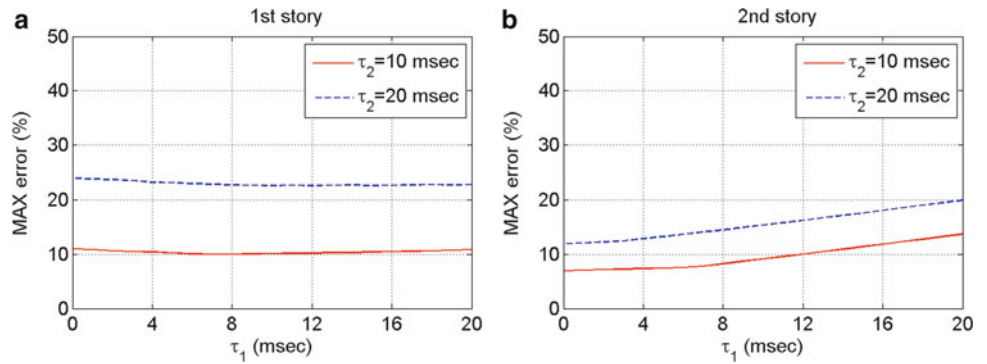 a
1st story
50
40
30
20
10
0
MAX error (%)
τ2=10 msec
τ2=20 msec
0 4 8 12 16 20
τ1 (msec)
b
2nd story
50
40
30
20
10
0
MAX error (%)
τ2=10 msec
τ2=20 msec
0 4 8 12 16 20
τ1 (msec)